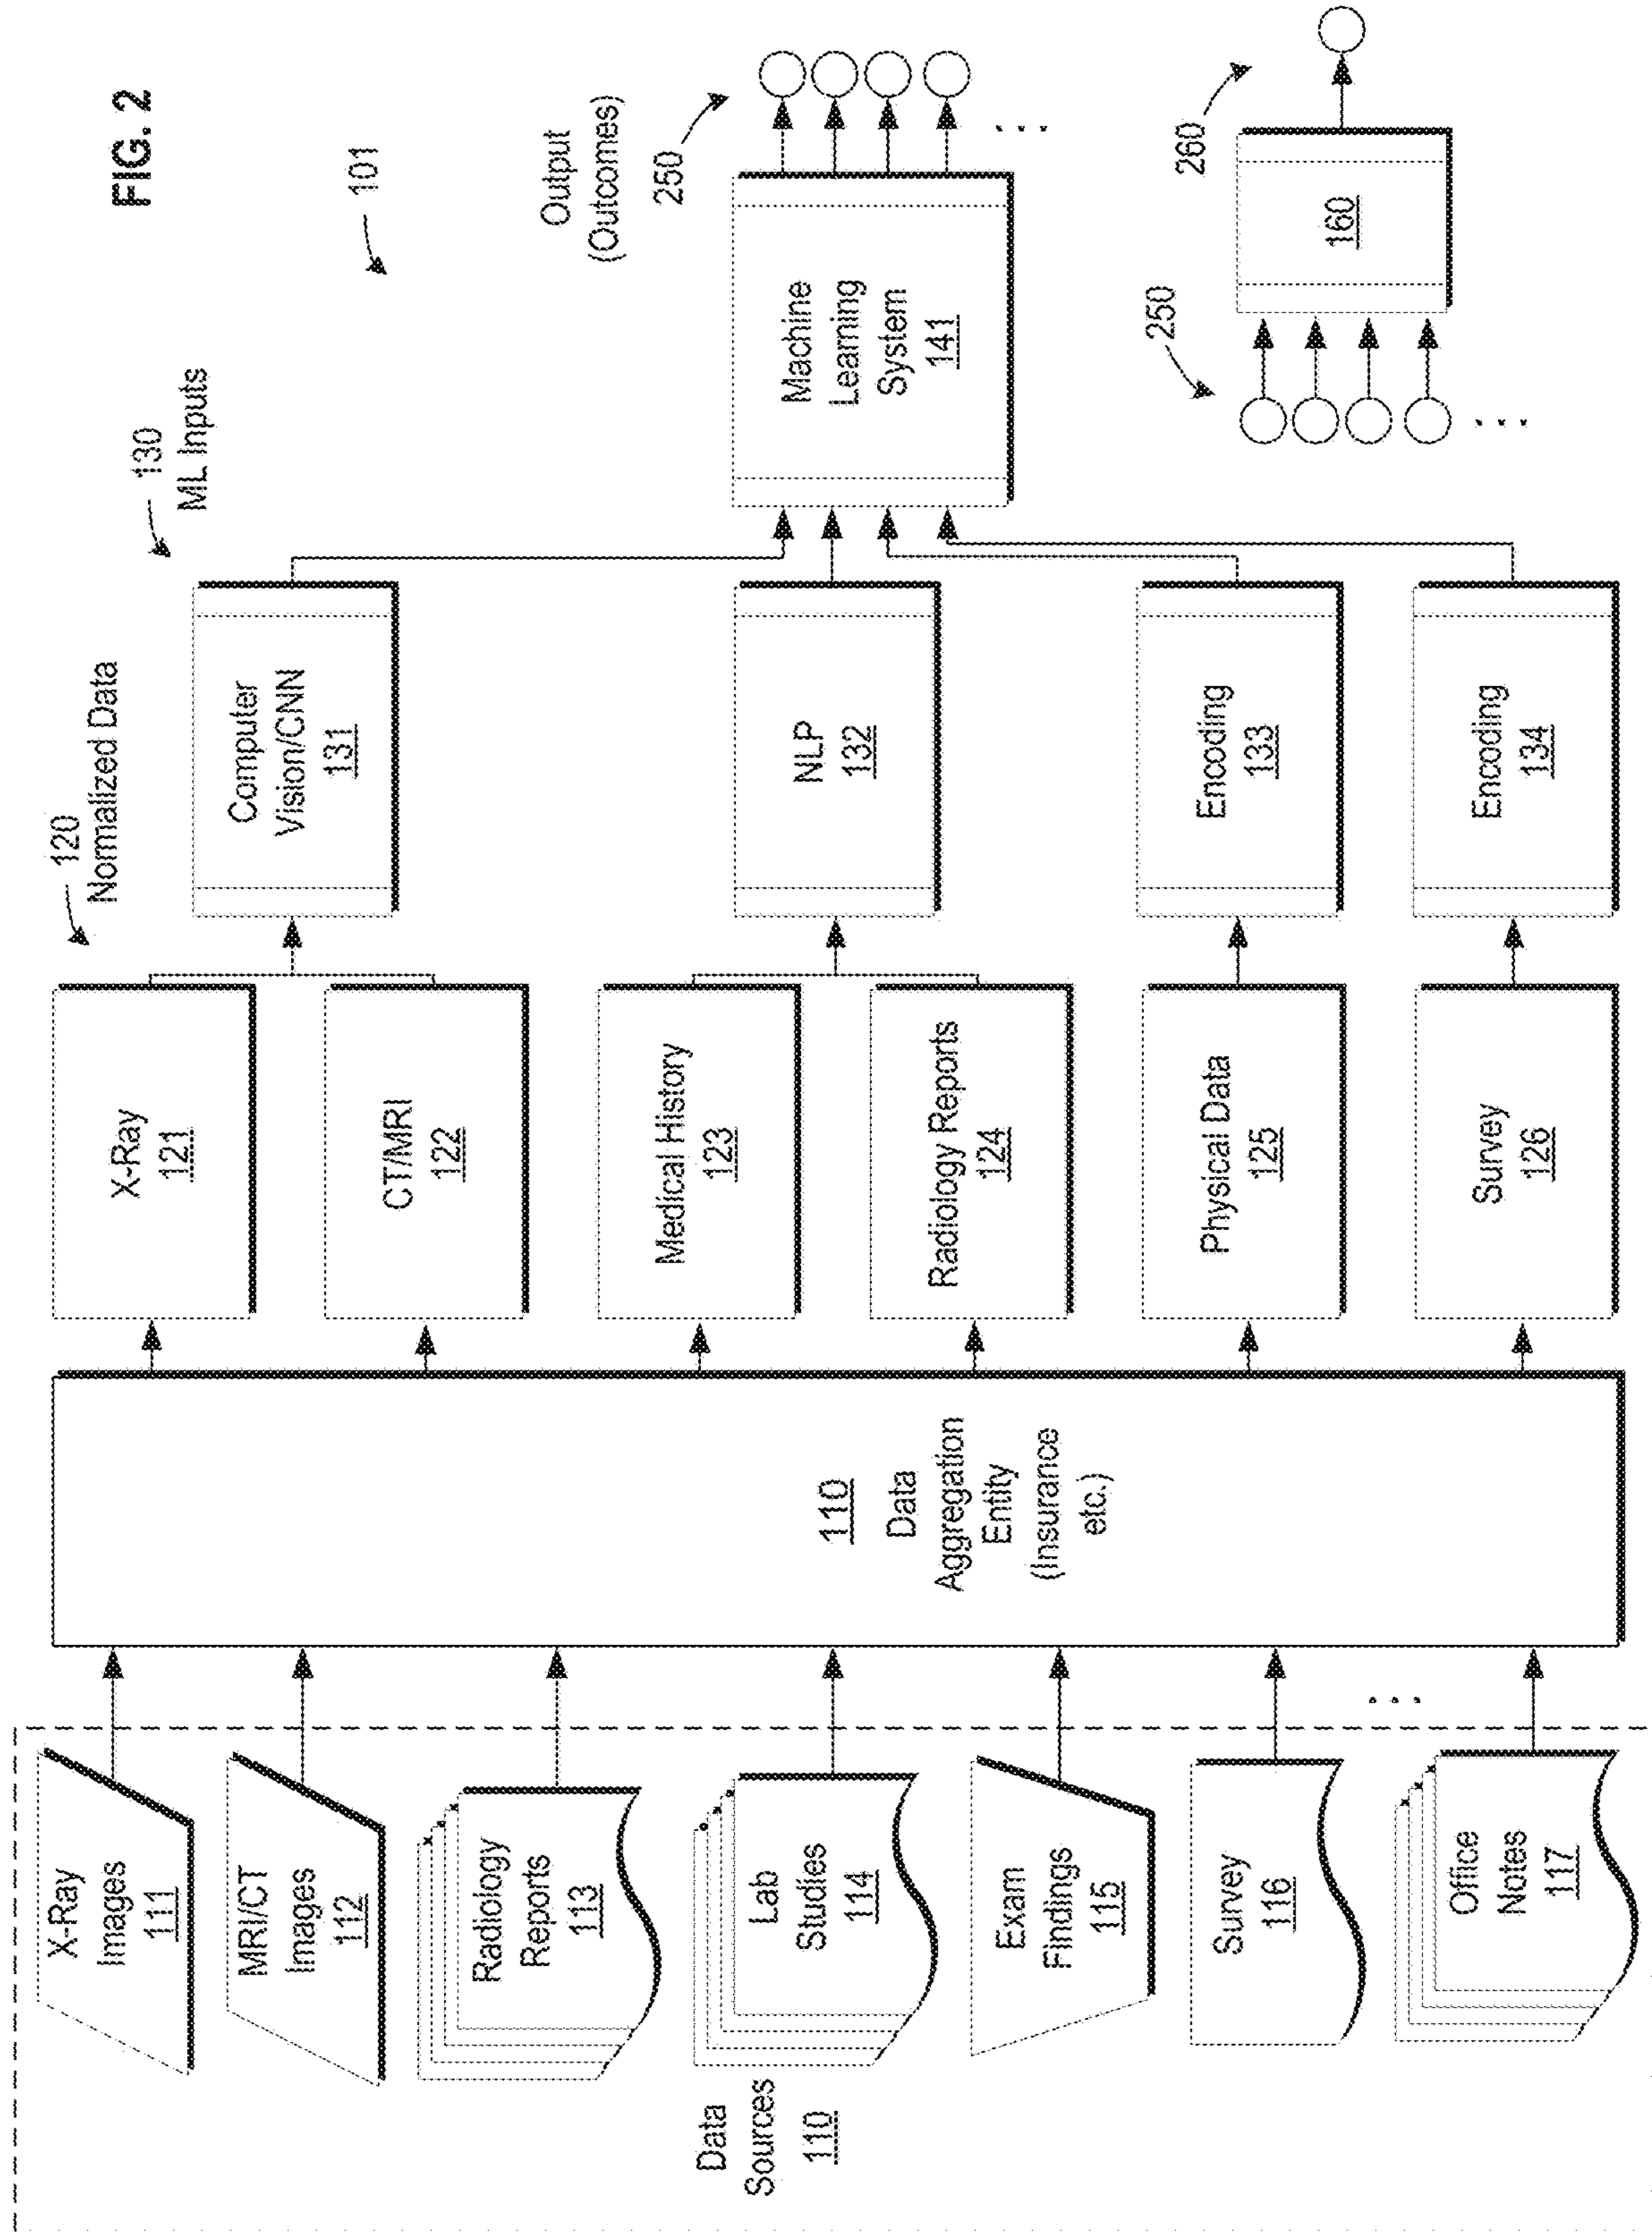 FIG. 2
101
120
Normalized Data
130
ML Inputs
Output
(Outcomes)
250
Data
Sources
110
X-Ray
Images
111
MRI/CT
Images
112
Radiology
Reports
113
Lab
Studies
114
Exam
Findings
115
Survey
116
Office
Notes
117
. . .
110
Data
Aggregation
Entity
(Insurance
etc.)
X-Ray
121
CT/MRI
122
Medical History
123
Radiology Reports
124
Physical Data
125
Survey
126
Computer
Vision/CNN
131
NLP
132
Encoding
133
Encoding
134
Machine
Learning
System
141
. . .
250
. . .
160
260